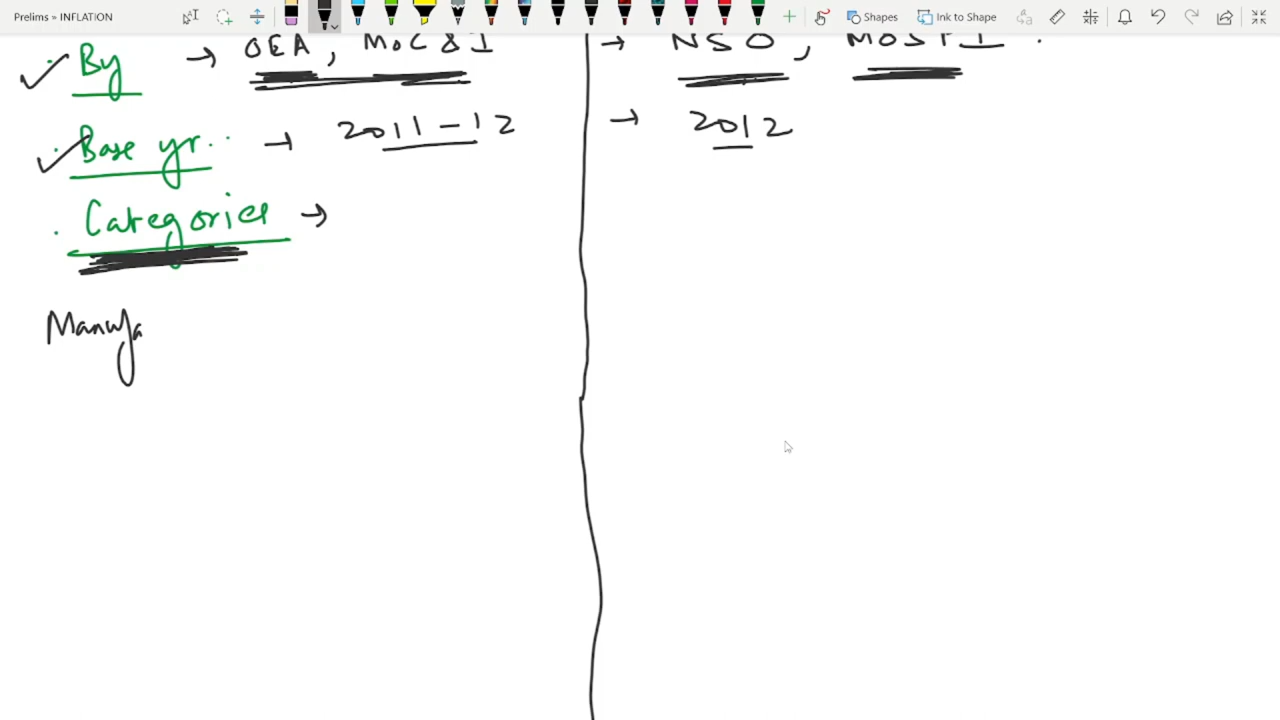 Prelims » INFLATION
Shapes
Ink to Shape
By → OEA, MoC & I → NSO, MOSPI.
Base yr. → 2011-12 → 2012
Categories →
Manufa